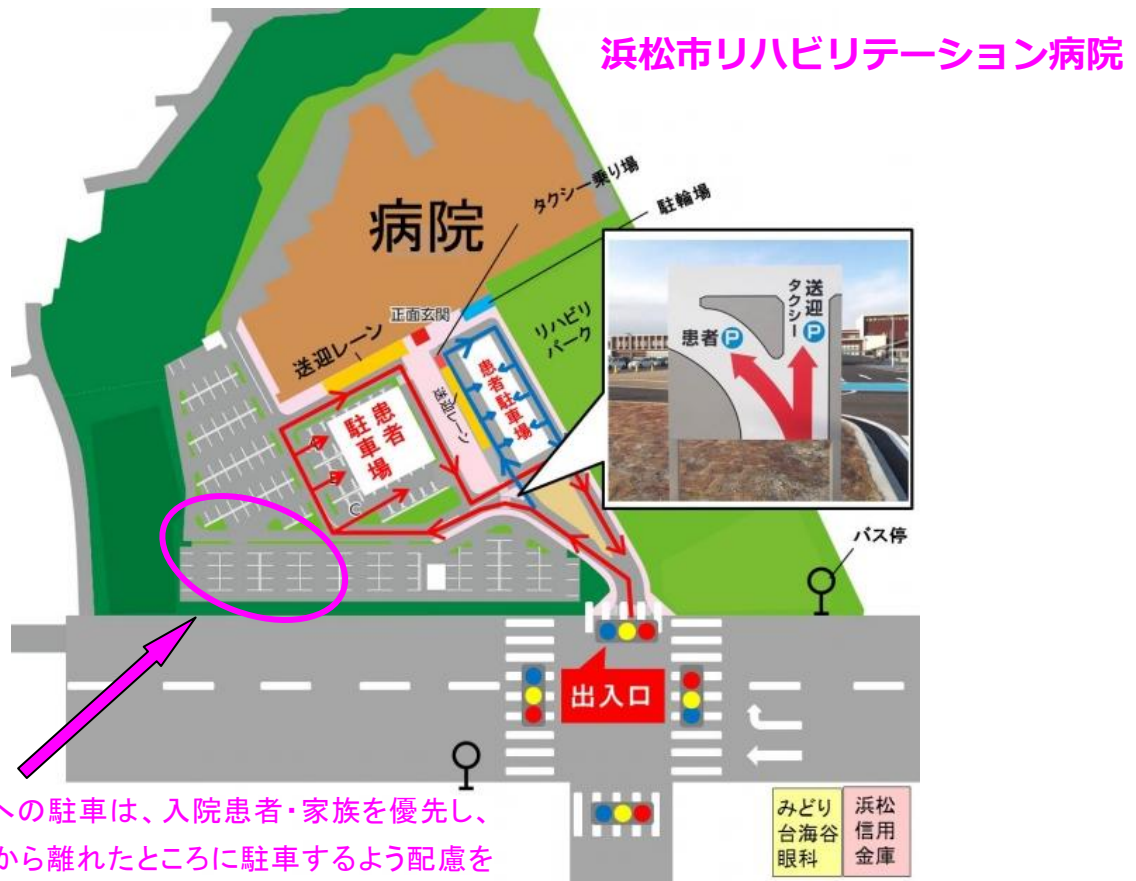 浜松市リハビリテーション病院
タクシー乗り場
駐輪場
病院
正面玄関
リハビリ
パーク
送迎レーン
送迎レーン
患者
駐車場
患者駐車場
患者P
送迎P
タクシー
A
B
C
バス停
出入口
への駐車は、入院患者・家族を優先し、
から離れたところに駐車するよう配慮を
みどり
台海谷
眼科
浜松
信用
金庫